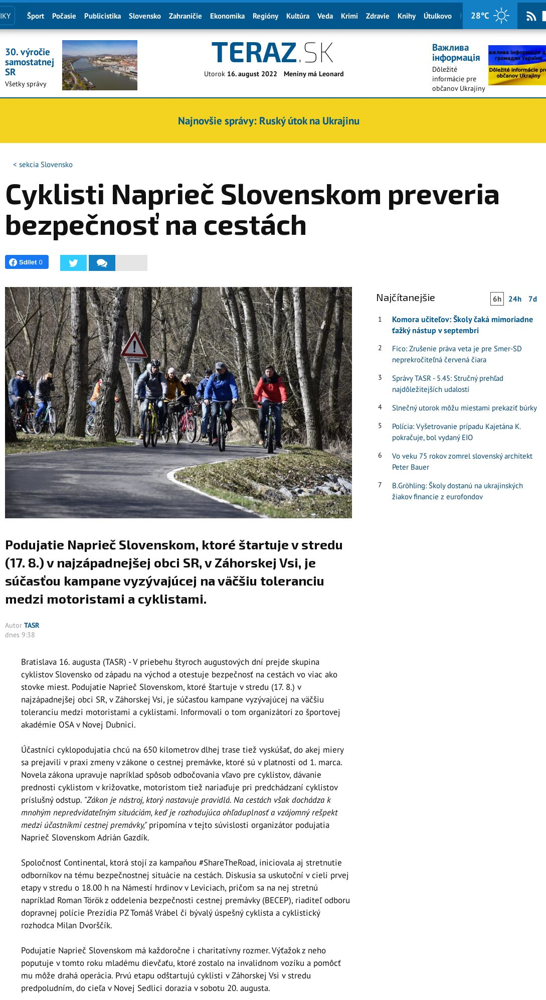 IKY
Šport Počasie Publicistika Slovensko Zahraničie Ekonomika Regióny Kultúra Veda Krimi Zdravie Knihy Útulkovo
28°C
30. výročie
samostatnej
SR
Všetky správy
TERAZ.SK
Utorok 16. august 2022 Meniny má Leonard
Важлива
інформація
Dôležité
informácie pre
občanov Ukrajiny
громадян України
Dôležité informácie pre
občanov Ukrajiny
Najnovšie správy: Ruský útok na Ukrajinu
< sekcia Slovensko
Cyklisti Naprieč Slovenskom preveria
bezpečnosť na cestách
Sdílet 0
Spomaľ!
Najčítanejšie
6h 24h 7d
1 Komora učiteľov: Školy čaká mimoriadne
ťažký nástup v septembri
2 Fico: Zrušenie práva veta je pre Smer-SD
neprekročiteľná červená čiara
3 Správy TASR - 5.45: Stručný prehľad
najdôležitejších udalostí
4 Slnečný utorok môžu miestami prekaziť búrky
5 Polícia: Vyšetrovanie prípadu Kajetána K.
pokračuje, bol vydaný EIO
6 Vo veku 75 rokov zomrel slovenský architekt
Peter Bauer
7 B.Gröhling: Školy dostanú na ukrajinských
žiakov financie z eurofondov
Podujatie Naprieč Slovenskom, ktoré štartuje v stredu
(17. 8.) v najzápadnejšej obci SR, v Záhorskej Vsi, je
súčasťou kampane vyzývajúcej na väčšiu toleranciu
medzi motoristami a cyklistami.
Autor TASR
dnes 9:38
Bratislava 16. augusta (TASR) - V priebehu štyroch augustových dní prejde skupina
cyklistov Slovensko od západu na východ a otestuje bezpečnosť na cestách vo viac ako
stovke miest. Podujatie Naprieč Slovenskom, ktoré štartuje v stredu (17. 8.) v
najzápadnejšej obci SR, v Záhorskej Vsi, je súčasťou kampane vyzývajúcej na väčšiu
toleranciu medzi motoristami a cyklistami. Informovali o tom organizátori zo športovej
akadémie OSA v Novej Dubnici.
Účastníci cyklopodujatia chcú na 650 kilometrov dlhej trase tiež vyskúšať, do akej miery
sa prejavili v praxi zmeny v zákone o cestnej premávke, ktoré sú v platnosti od 1. marca.
Novela zákona upravuje napríklad spôsob odbočovania vľavo pre cyklistov, dávanie
prednosti cyklistom v križovatke, motoristom tiež nariaďuje pri predchádzaní cyklistov
príslušný odstup. "Zákon je nástroj, ktorý nastavuje pravidlá. Na cestách však dochádza k
mnohým nepredvídateľným situáciám, keď je rozhodujúca ohľaduplnosť a vzájomný rešpekt
medzi účastníkmi cestnej premávky," pripomína v tejto súvislosti organizátor podujatia
Naprieč Slovenskom Adrián Gazdík.
Spoločnosť Continental, ktorá stojí za kampaňou #ShareTheRoad, iniciovala aj stretnutie
odborníkov na tému bezpečnostnej situácie na cestách. Diskusia sa uskutoční v cieli prvej
etapy v stredu o 18.00 h na Námestí hrdinov v Leviciach, pričom sa na nej stretnú
napríklad Roman Török z oddelenia bezpečnosti cestnej premávky (BECEP), riaditeľ odboru
dopravnej polície Prezídia PZ Tomáš Vrábel či bývalý úspešný cyklista a cyklistický
rozhodca Milan Dvorščík.
Podujatie Naprieč Slovenskom má každoročne i charitatívny rozmer. Výťažok z neho
poputuje v tomto roku mladému dievčaťu, ktoré zostalo na invalidnom vozíku a pomôcť
mu môže drahá operácia. Prvú etapu odštartujú cyklisti v Záhorskej Vsi v stredu
predpoludním, do cieľa v Novej Sedlici dorazia v sobotu 20. augusta.